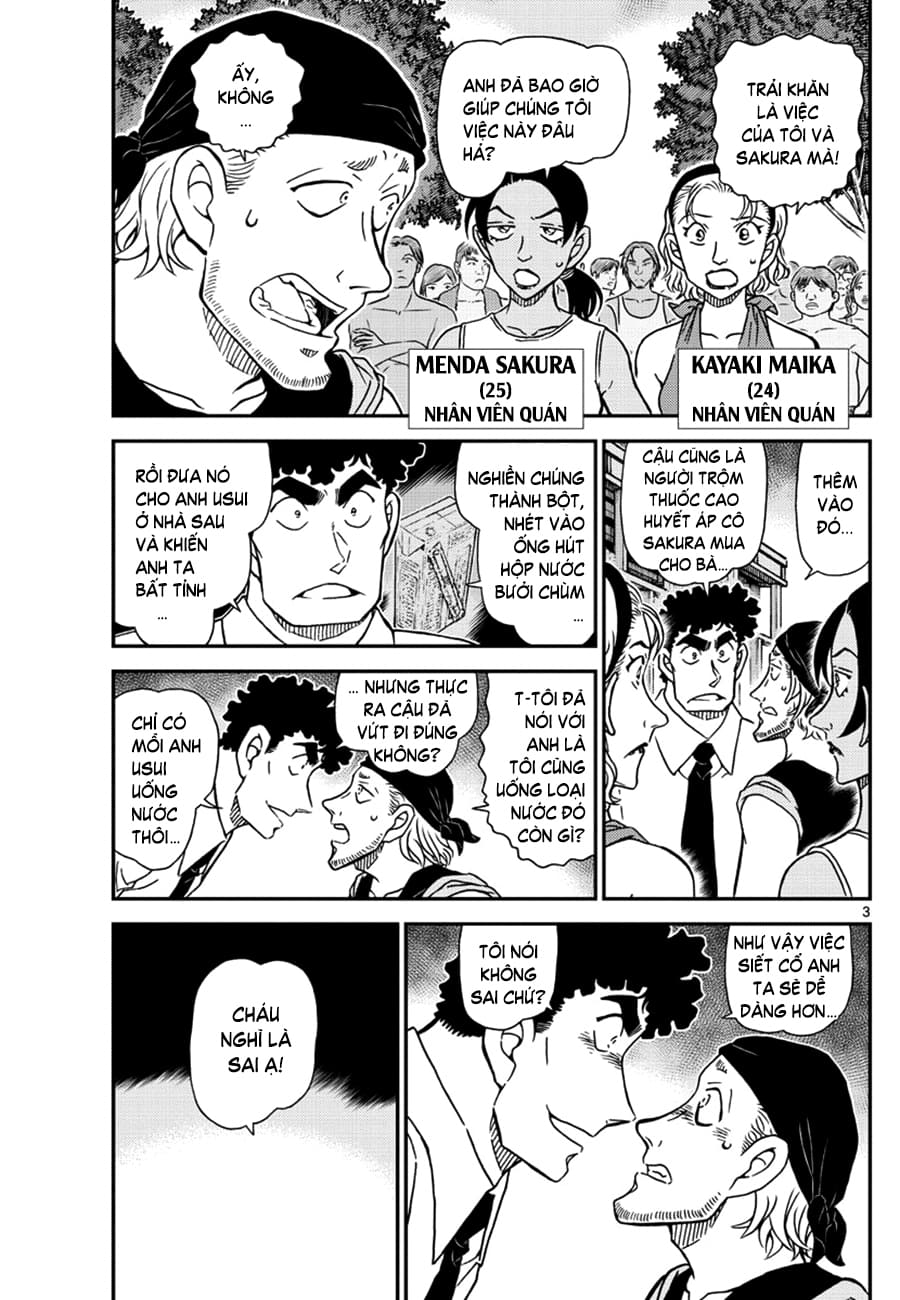 TRẢI KHĂN
LÀ VIỆC
CỦA TÔI VÀ
SAKURA MÀ!
ANH ĐÃ BAO GIỜ
GIÚP CHÚNG TÔI
VIỆC NÀY ĐÂU
HẢ?
ẤY,
KHÔNG
...
KAYAKI MAIKA
(24)
NHÂN VIÊN QUÁN
MENDA SAKURA
(25)
NHÂN VIÊN QUÁN
THÊM
VÀO
ĐÓ...
CẬU CŨNG LÀ
NGƯỜI TRỘM
THUỐC CAO
HUYẾT ÁP CÔ
SAKURA MUA
CHO BÀ...
NGHIỀN CHÚNG
THÀNH BỘT,
NHÉT VÀO
ỐNG HÚT
HỘP NƯỚC
BƯỞI CHÙM
...
RỒI ĐƯA NÓ
CHO ANH USUI
Ở NHÀ SAU
VÀ KHIẾN
ANH TA
BẤT TỈNH
...
T-TÔI ĐÃ
NÓI VỚI
ANH LÀ
TÔI CŨNG
UỐNG LOẠI
NƯỚC ĐÓ
CÒN GÌ?
... NHƯNG THỰC
RA CẬU ĐÃ
VỨT ĐI ĐÚNG
KHÔNG?
CHỈ CÓ
MỖI ANH
USUI
UỐNG
NƯỚC
THÔI...
3
NHƯ VẬY VIỆC
SIẾT CỔ ANH
TA SẼ DỄ
DÀNG HƠN...
TÔI NÓI
KHÔNG
SAI CHỨ?
CHÁU
NGHĨ LÀ
SAI Ạ!